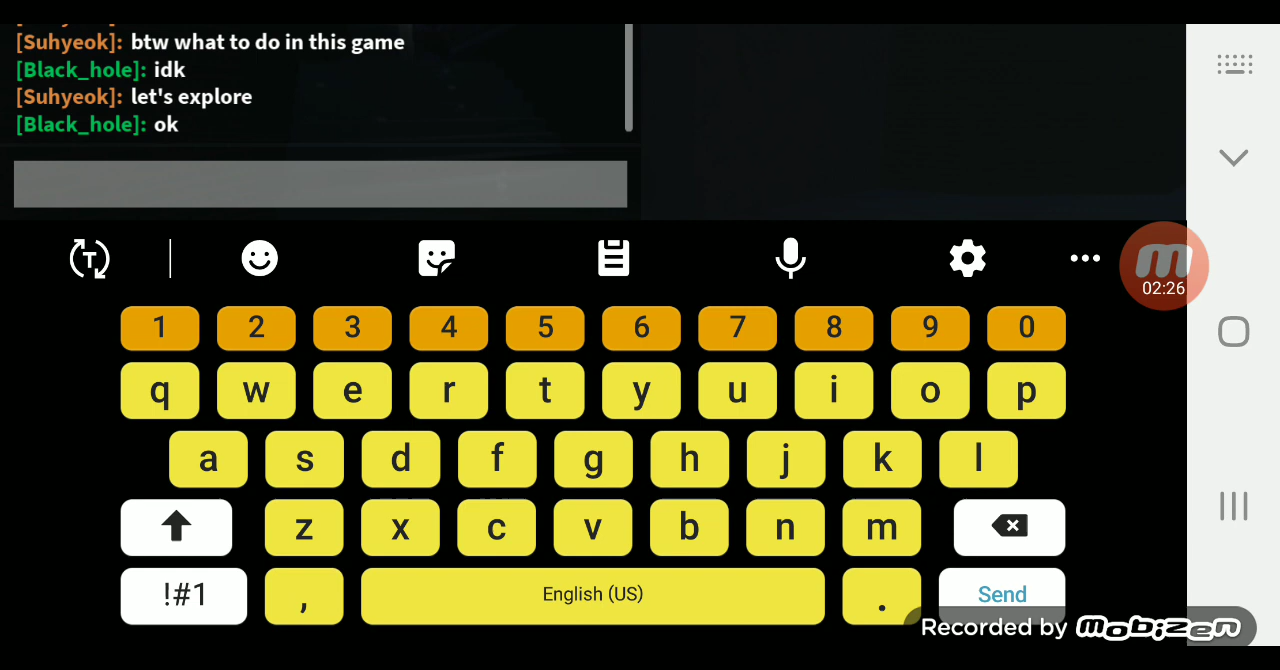 [Suhyeok]: btw what to do in this game
[Black_hole]: idk
[Suhyeok]: let's explore
[Black_hole]: ok
T
02:26
1 2 3 4 5 6 7 8 9 0
q w e r t y u i o p
a s d f g h j k l
z x c v b n m
!#1 , English (US) . Send
Recorded by mobizen